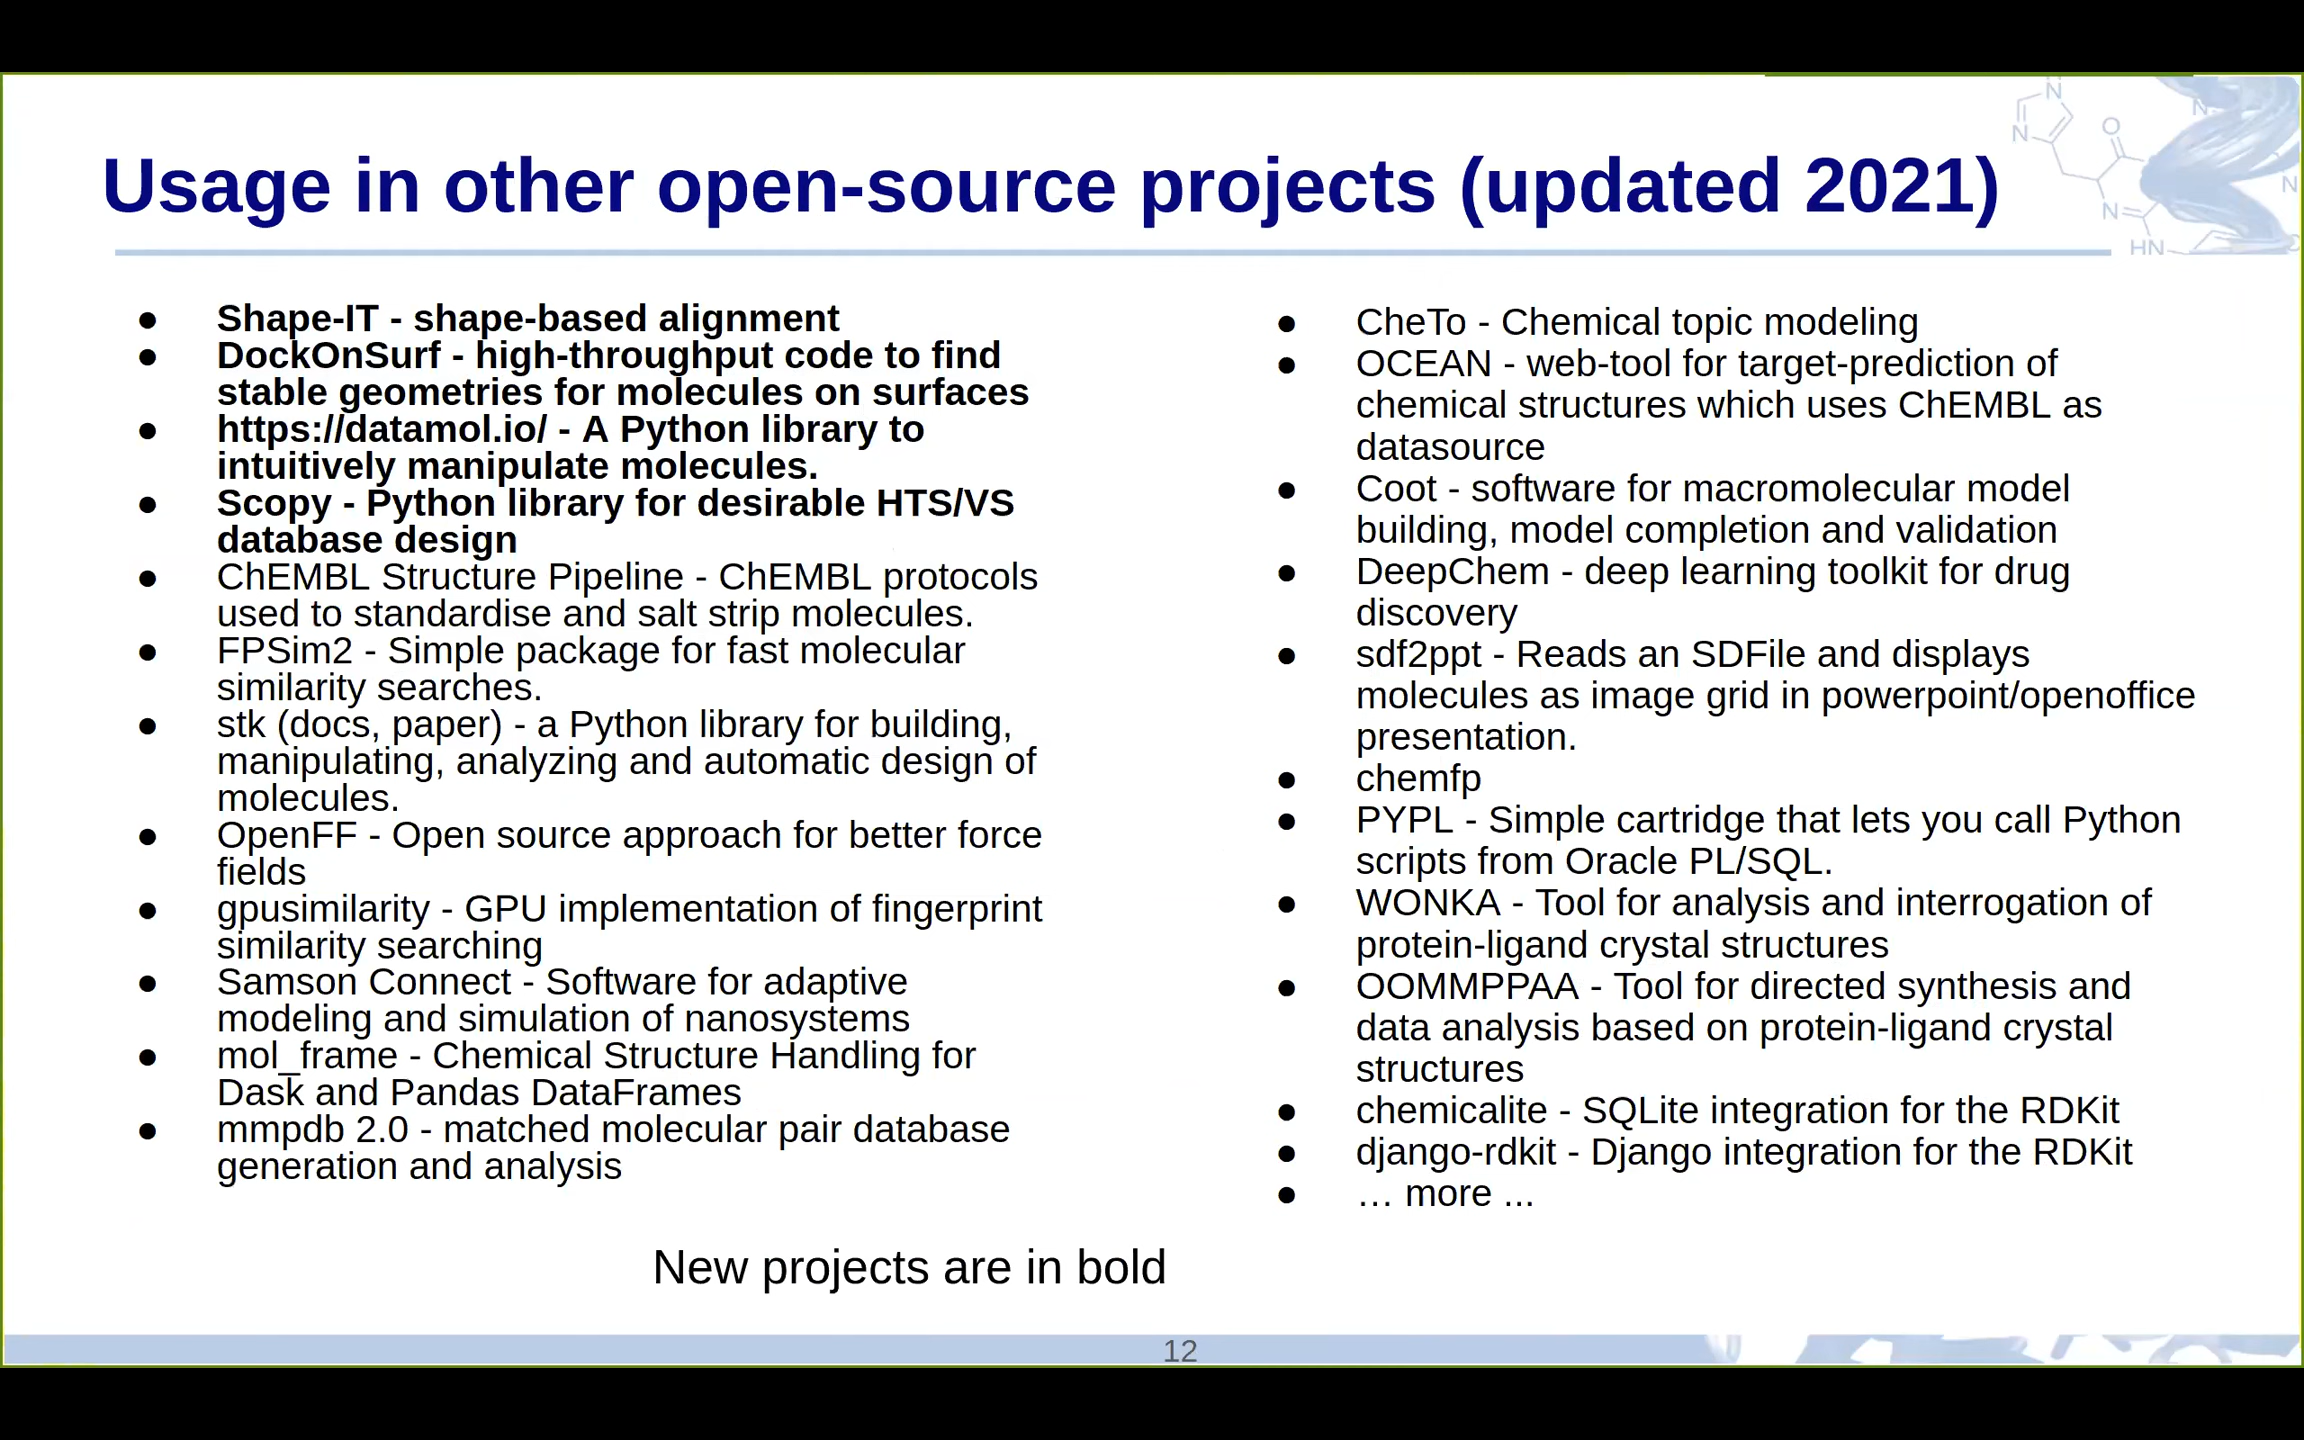 Usage in other open-source projects (updated 2021)
● Shape-IT - shape-based alignment
● DockOnSurf - high-throughput code to find
stable geometries for molecules on surfaces
● https://datamol.io/ - A Python library to
intuitively manipulate molecules.
● Scopy - Python library for desirable HTS/VS
database design
● ChEMBL Structure Pipeline - ChEMBL protocols
used to standardise and salt strip molecules.
● FPSim2 - Simple package for fast molecular
similarity searches.
● stk (docs, paper) - a Python library for building,
manipulating, analyzing and automatic design of
molecules.
● OpenFF - Open source approach for better force
fields
● gpusimilarity - GPU implementation of fingerprint
similarity searching
● Samson Connect - Software for adaptive
modeling and simulation of nanosystems
● mol_frame - Chemical Structure Handling for
Dask and Pandas DataFrames
● mmpdb 2.0 - matched molecular pair database
generation and analysis
● CheTo - Chemical topic modeling
● OCEAN - web-tool for target-prediction of
chemical structures which uses ChEMBL as
datasource
● Coot - software for macromolecular model
building, model completion and validation
● DeepChem - deep learning toolkit for drug
discovery
● sdf2ppt - Reads an SDFile and displays
molecules as image grid in powerpoint/openoffice
presentation.
● chemfp
● PYPL - Simple cartridge that lets you call Python
scripts from Oracle PL/SQL.
● WONKA - Tool for analysis and interrogation of
protein-ligand crystal structures
● OOMMPPAA - Tool for directed synthesis and
data analysis based on protein-ligand crystal
structures
● chemicalite - SQLite integration for the RDKit
● django-rdkit - Django integration for the RDKit
● … more ...
New projects are in bold
12
N
N
O
N
HN
N
N